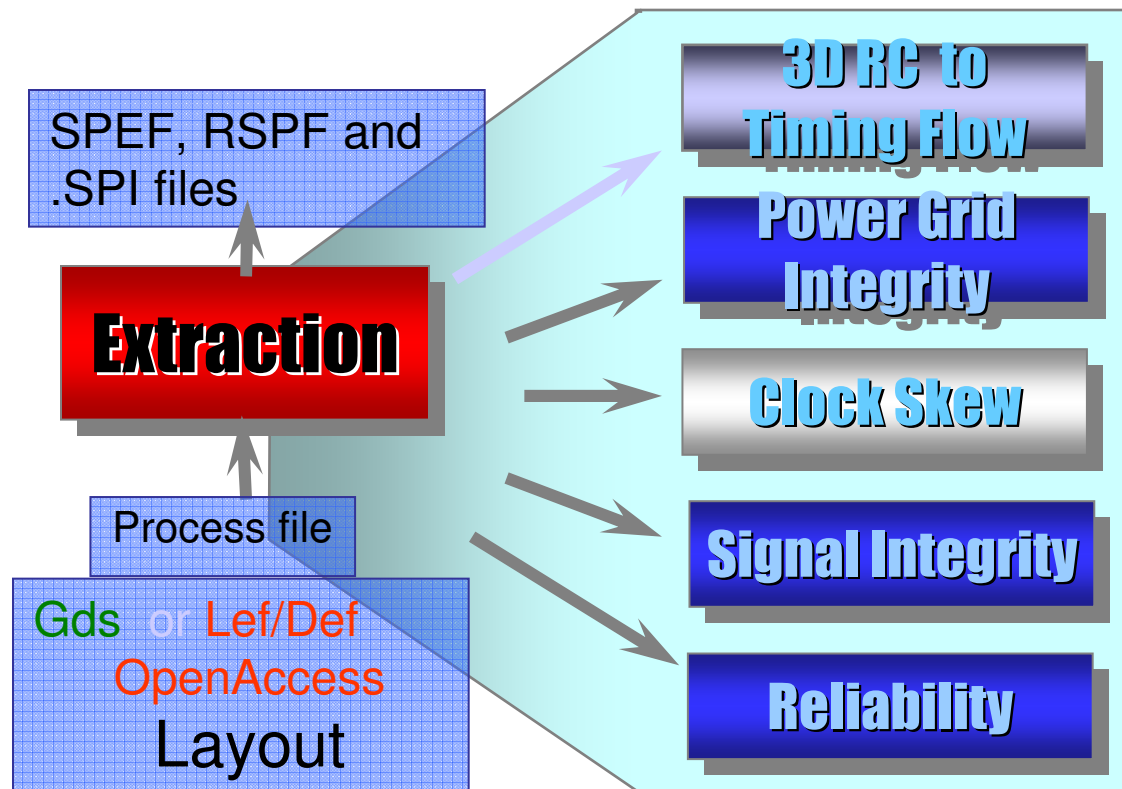 SPEF, RSPF and
.SPI files
Extraction
Process file
Gds or Lef/Def
OpenAccess
Layout
3D RC to
Timing Flow
Power Grid
Integrity
Clock Skew
Signal Integrity
Reliability